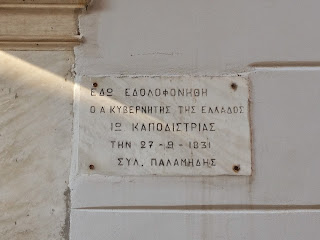 ΕΔΩ ΕΔΟΛΟΦΟΝΗΘΗ
Ο Α ΚΥΒΕΡΝΗΤΗΣ ΤΗΣ ΕΛΛΑΔΟΣ
ΙΩ ΚΑΠΟΔΙΣΤΡΙΑΣ
ΤΗΝ 27-9-1831
ΣΥΛ. ΠΑΛΑΜΗΔΗΣ